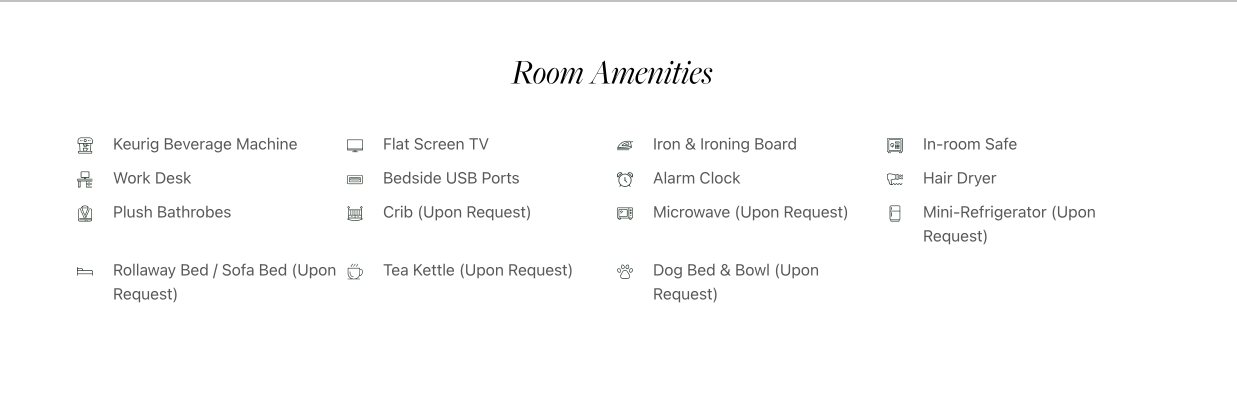 Room Amenities
Keurig Beverage Machine
Flat Screen TV
Iron & Ironing Board
In-room Safe
Work Desk
Bedside USB Ports
Alarm Clock
Hair Dryer
Plush Bathrobes
Crib (Upon Request)
Microwave (Upon Request)
Mini-Refrigerator (Upon
Request)
Rollaway Bed / Sofa Bed (Upon
Request)
Tea Kettle (Upon Request)
Dog Bed & Bowl (Upon
Request)